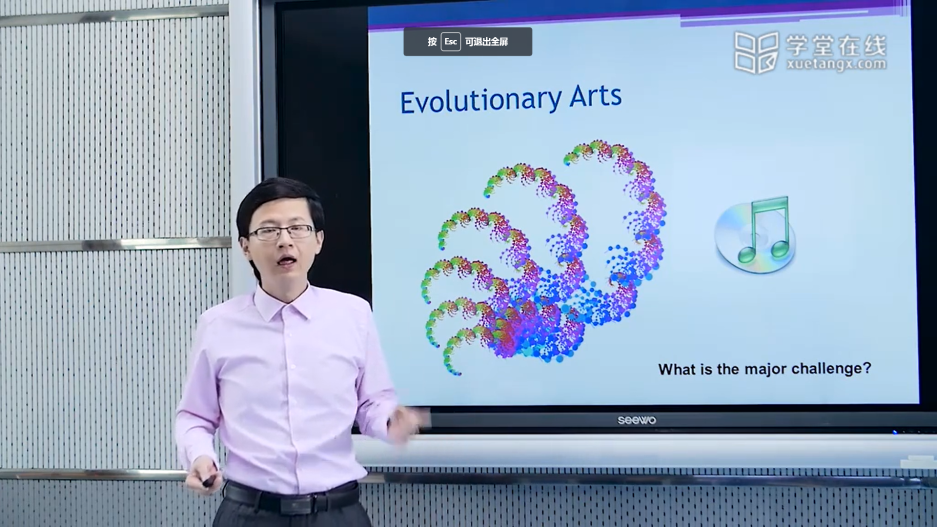 按 Esc 可退出全屏
学堂在线
xuetangx.com
Evolutionary Arts
What is the major challenge?
seewo